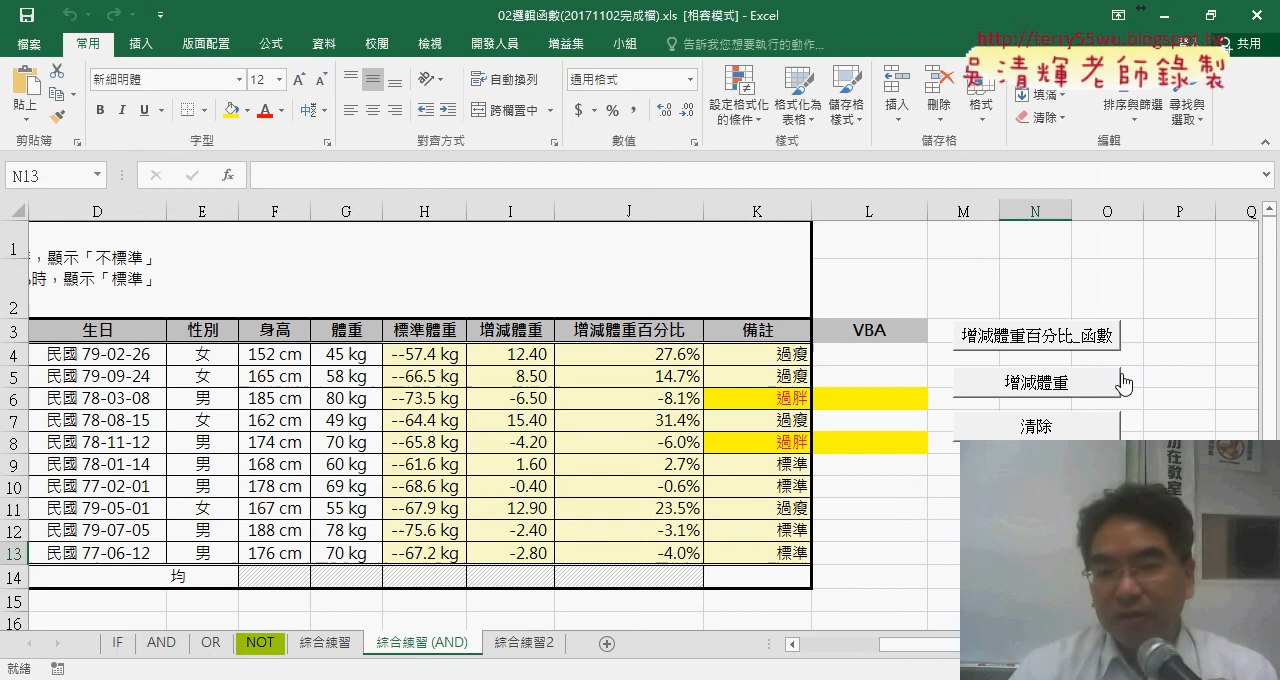 02邏輯函數(20171102完成檔).xls [相容模式] - Excel
http://terry55wu.blogspot.tw
吳清輝老師錄製
檔案 常用 插入 版面配置 公式 資料 校閱 檢視 開發人員 增益集 小組 告訴我您想要執行的動作... 共用
貼上
剪貼簿
新細明體 12
B I U A
字型
自動換列
跨欄置中
對齊方式
通用格式
$ % ,
數值
設定格式化的條件
格式化為表格
儲存格樣式
樣式
插入 刪除 格式
儲存格
填滿
清除
排序與篩選
尋找與選取
編輯
N13 fx
D E F G H I J K L M N O P Q
1
，顯示「不標準」
時，顯示「標準」
2
3 生日 性別 身高 體重 標準體重 增減體重 增減體重百分比 備註 VBA
4 民國 79-02-26 女 152 cm 45 kg --57.4 kg 12.40 27.6% 過瘦
5 民國 79-09-24 女 165 cm 58 kg --66.5 kg 8.50 14.7% 過瘦
6 民國 78-03-08 男 185 cm 80 kg --73.5 kg -6.50 -8.1% 過胖
7 民國 78-08-15 女 162 cm 49 kg --64.4 kg 15.40 31.4% 過瘦
8 民國 78-11-12 男 174 cm 70 kg --65.8 kg -4.20 -6.0% 過胖
9 民國 78-01-14 男 168 cm 60 kg --61.6 kg 1.60 2.7% 標準
10 民國 77-02-01 男 178 cm 69 kg --68.6 kg -0.40 -0.6% 標準
11 民國 79-05-01 女 167 cm 55 kg --67.9 kg 12.90 23.5% 過瘦
12 民國 79-07-05 男 188 cm 78 kg --75.6 kg -2.40 -3.1% 標準
13 民國 77-06-12 男 176 cm 70 kg --67.2 kg -2.80 -4.0% 標準
14 均
15
16
增減體重百分比_函數
增減體重
清除
IF AND OR NOT 綜合練習 綜合練習 (AND) 綜合練習2
就緒